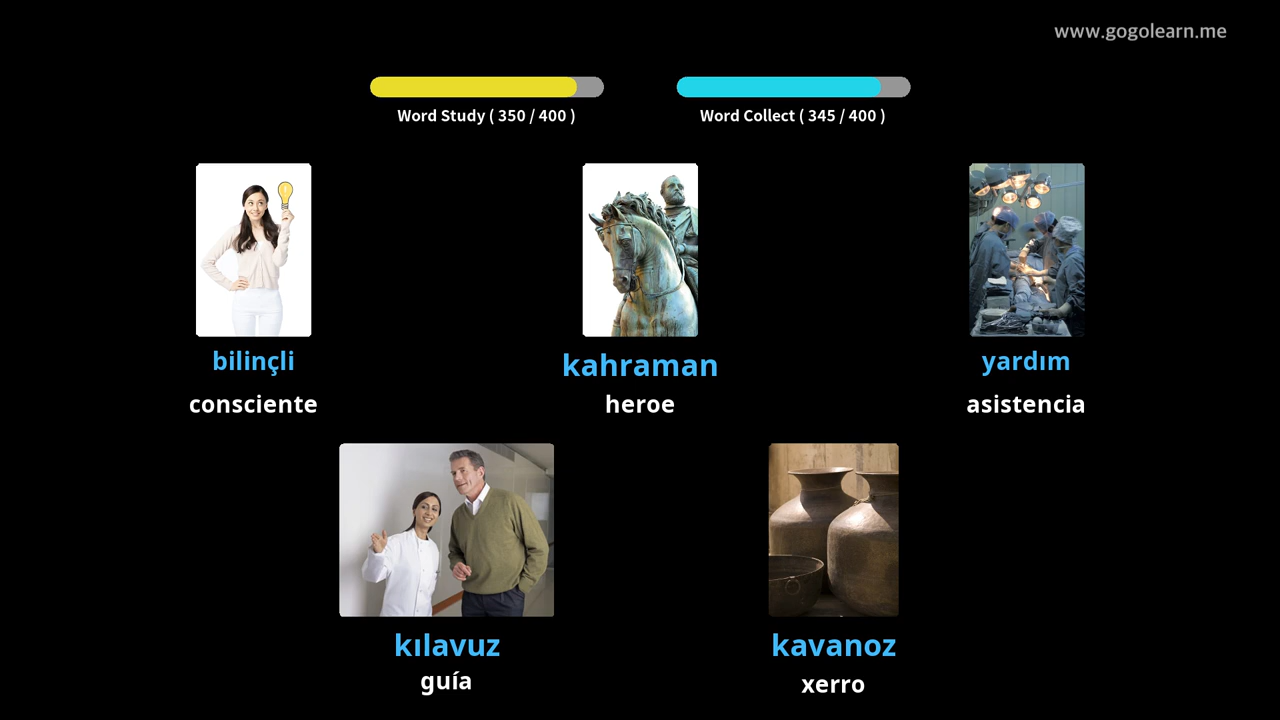 www.gogolearn.me
Word Study ( 350 / 400 )
Word Collect ( 345 / 400 )
bilinçli
kahraman
yardım
consciente
heroe
asistencia
kılavuz
kavanoz
guía
xerro